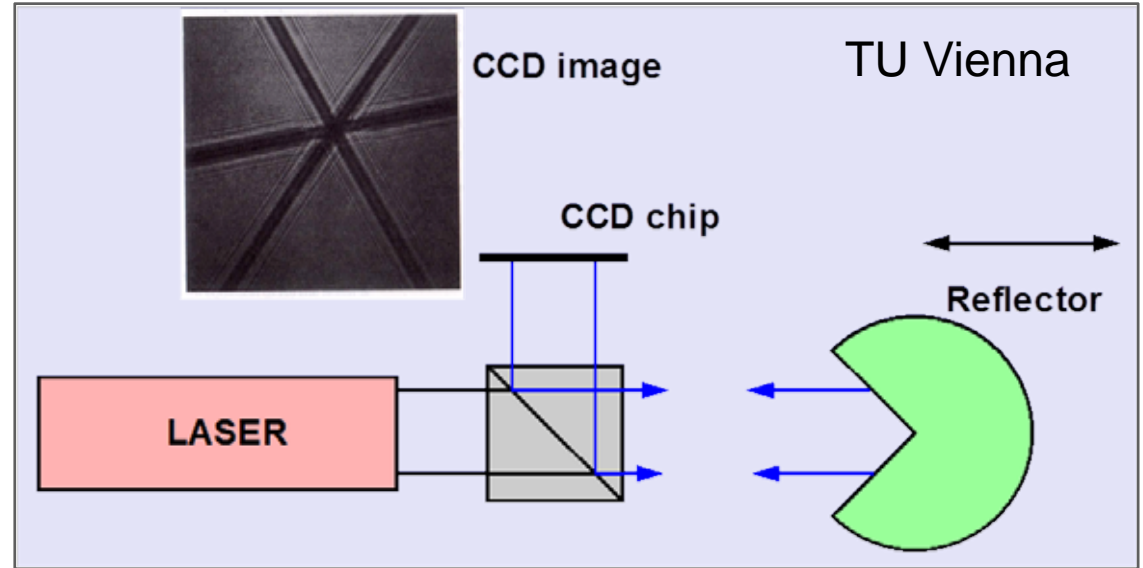 CCD image
TU Vienna
CCD chip
Reflector
LASER